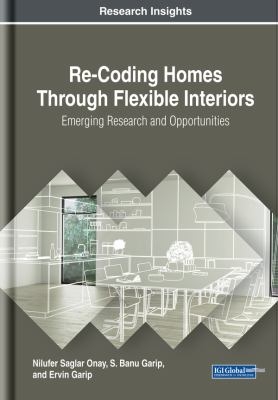 Research Insights
Re-Coding Homes
Through Flexible Interiors
Emerging Research and Opportunities
Nilufer Saglar Onay, S. Banu Garip,
and Ervin Garip
IGI Global